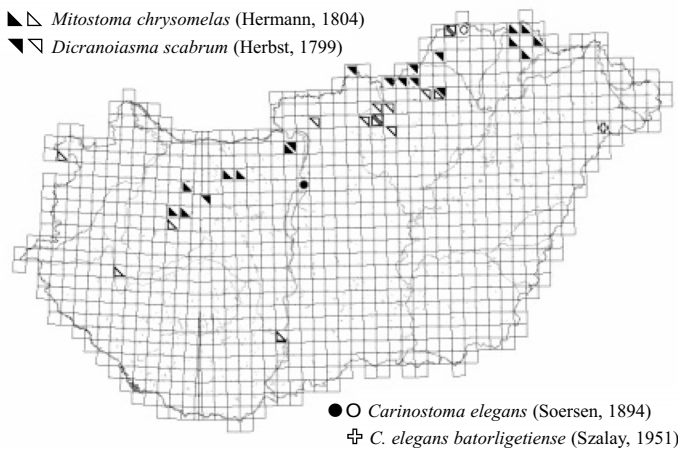 Mitostoma chrysomelas (Hermann, 1804)
Dicranoiasma scabrum (Herbst, 1799)
Carinostoma elegans (Soersen, 1894)
C. elegans batorligetiense (Szalay, 1951)